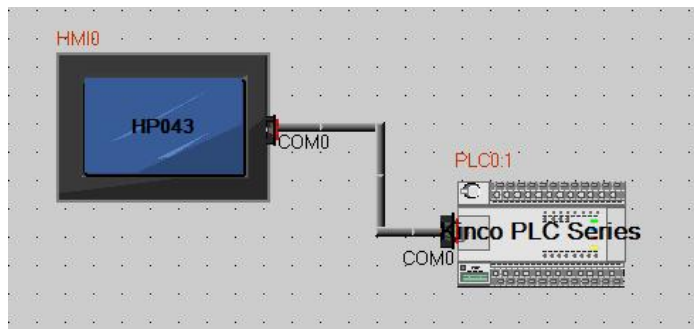 HMI0
HP043
COM0
PLC0:1
Kinco PLC Series
COM0